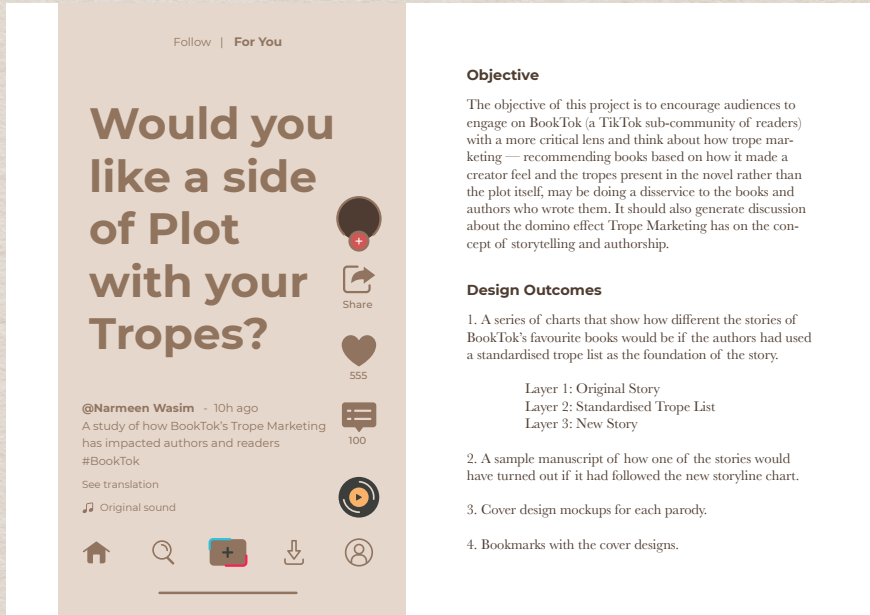 Follow | For You
Would you
like a side
of Plot
with your
Tropes?
Share
555
100
@Narmeen Wasim - 10h ago
A study of how BookTok's Trope Marketing
has impacted authors and readers
#BookTok
See translation
Original sound
Objective
The objective of this project is to encourage audiences to
engage on BookTok (a TikTok sub-community of readers)
with a more critical lens and think about how trope mar-
keting — recommending books based on how it made a
creator feel and the tropes present in the novel rather than
the plot itself, may be doing a disservice to the books and
authors who wrote them. It should also generate discussion
about the domino effect Trope Marketing has on the con-
cept of storytelling and authorship.
Design Outcomes
1. A series of charts that show how different the stories of
BookTok's favourite books would be if the authors had used
a standardised trope list as the foundation of the story.
Layer 1: Original Story
Layer 2: Standardised Trope List
Layer 3: New Story
2. A sample manuscript of how one of the stories would
have turned out if it had followed the new storyline chart.
3. Cover design mockups for each parody.
4. Bookmarks with the cover designs.